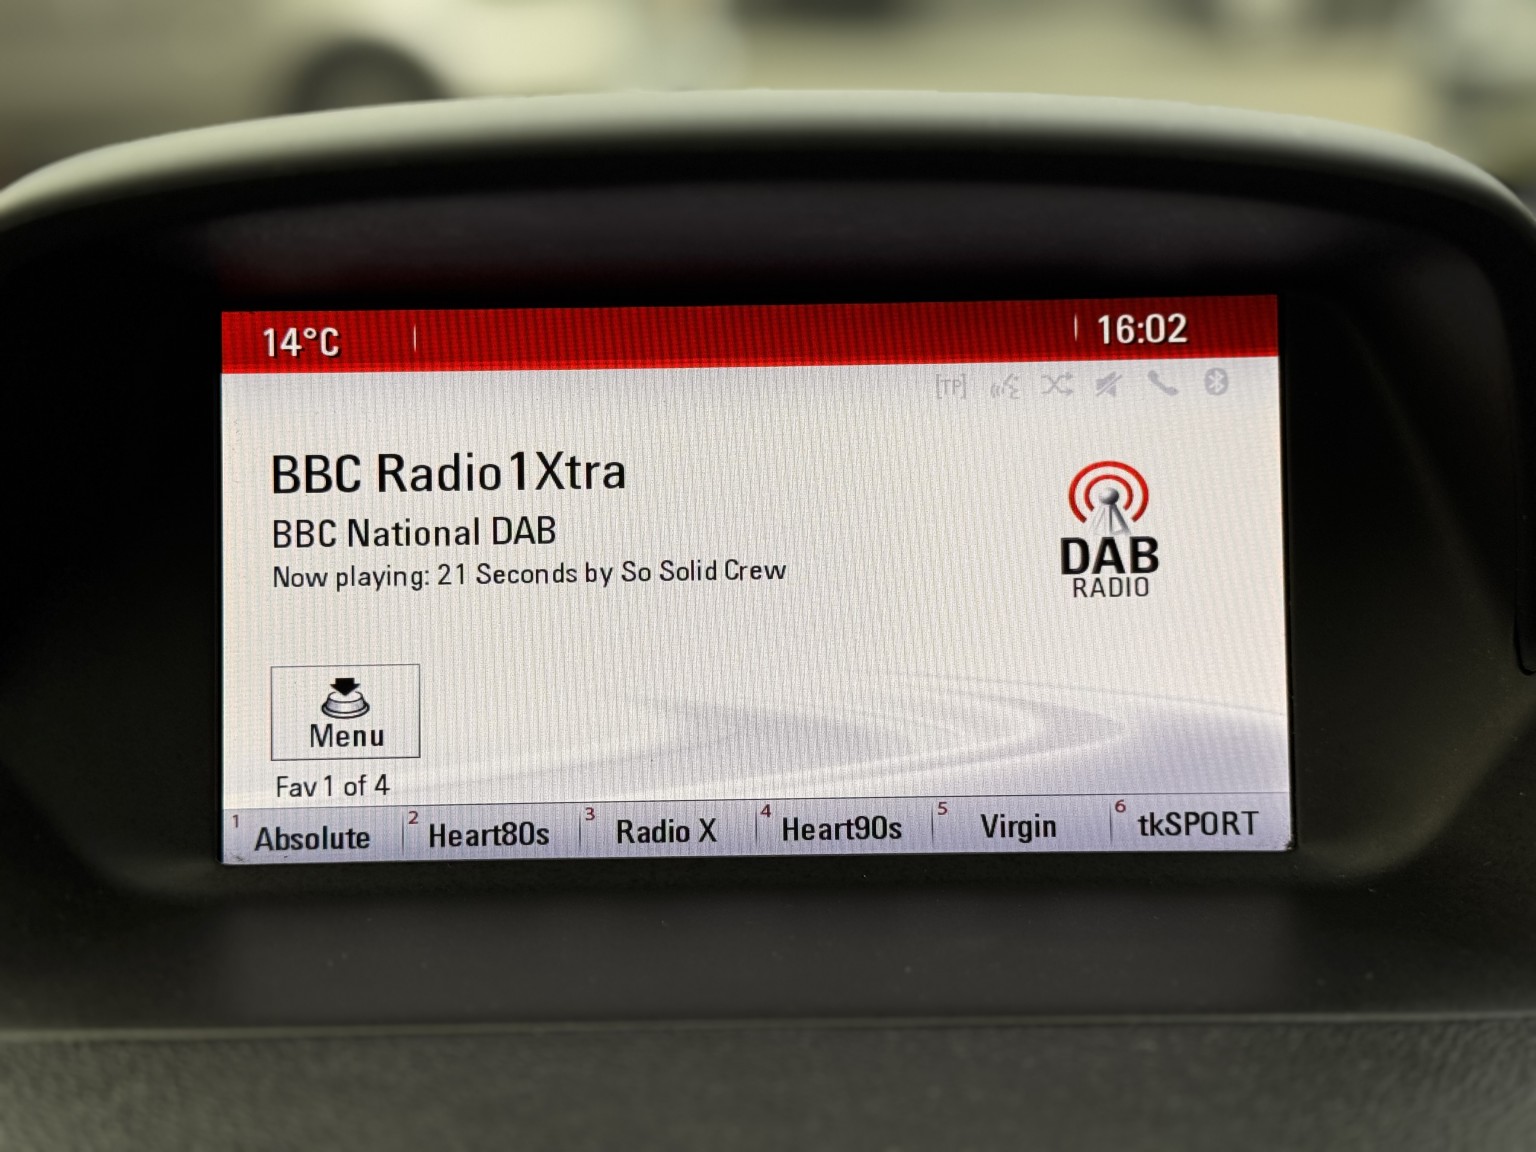 14°C 16:02
[TP]
BBC Radio 1Xtra
BBC National DAB
Now playing: 21 Seconds by So Solid Crew
DAB
RADIO
Menu
Fav 1 of 4
1 Absolute 2 Heart80s 3 Radio X 4 Heart90s 5 Virgin 6 tkSPORT